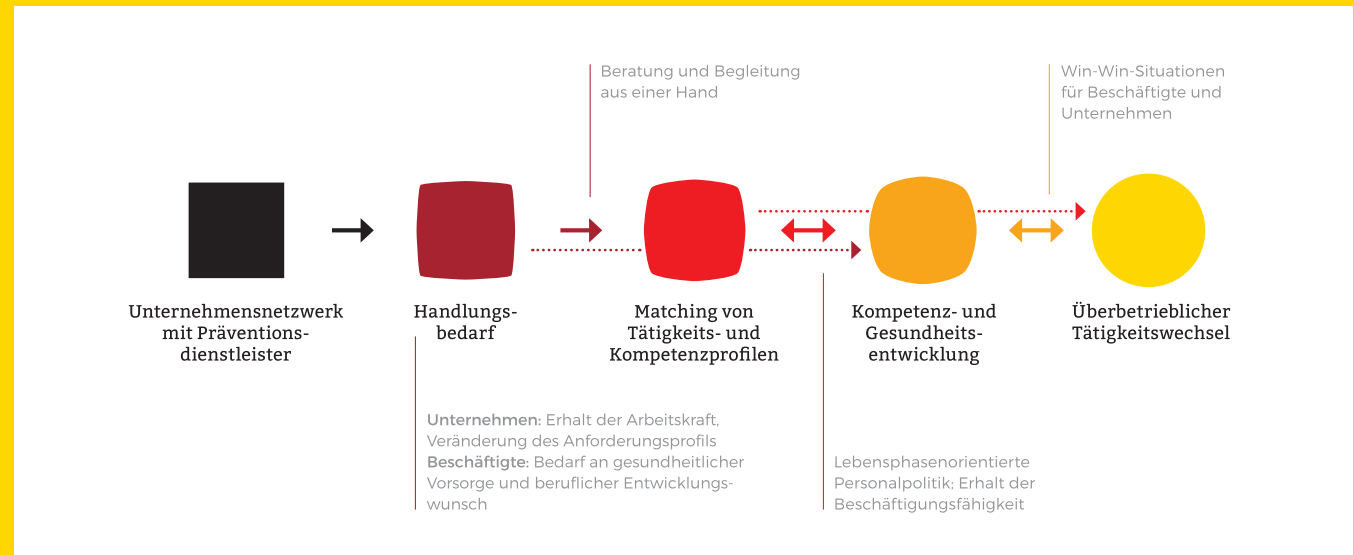 Beratung und Begleitung
aus einer Hand
Win-Win-Situationen
für Beschäftigte und
Unternehmen
Unternehmensnetzwerk
mit Präventions-
dienstleister
Handlungs-
bedarf
Matching von
Tätigkeits- und
Kompetenzprofilen
Kompetenz- und
Gesundheits-
entwicklung
Überbetrieblicher
Tätigkeitswechsel
Unternehmen: Erhalt der Arbeitskraft,
Veränderung des Anforderungsprofils
Beschäftigte: Bedarf an gesundheitlicher
Vorsorge und beruflicher Entwicklungs-
wunsch
Lebensphasenorientierte
Personalpolitik; Erhalt der
Beschäftigungsfähigkeit